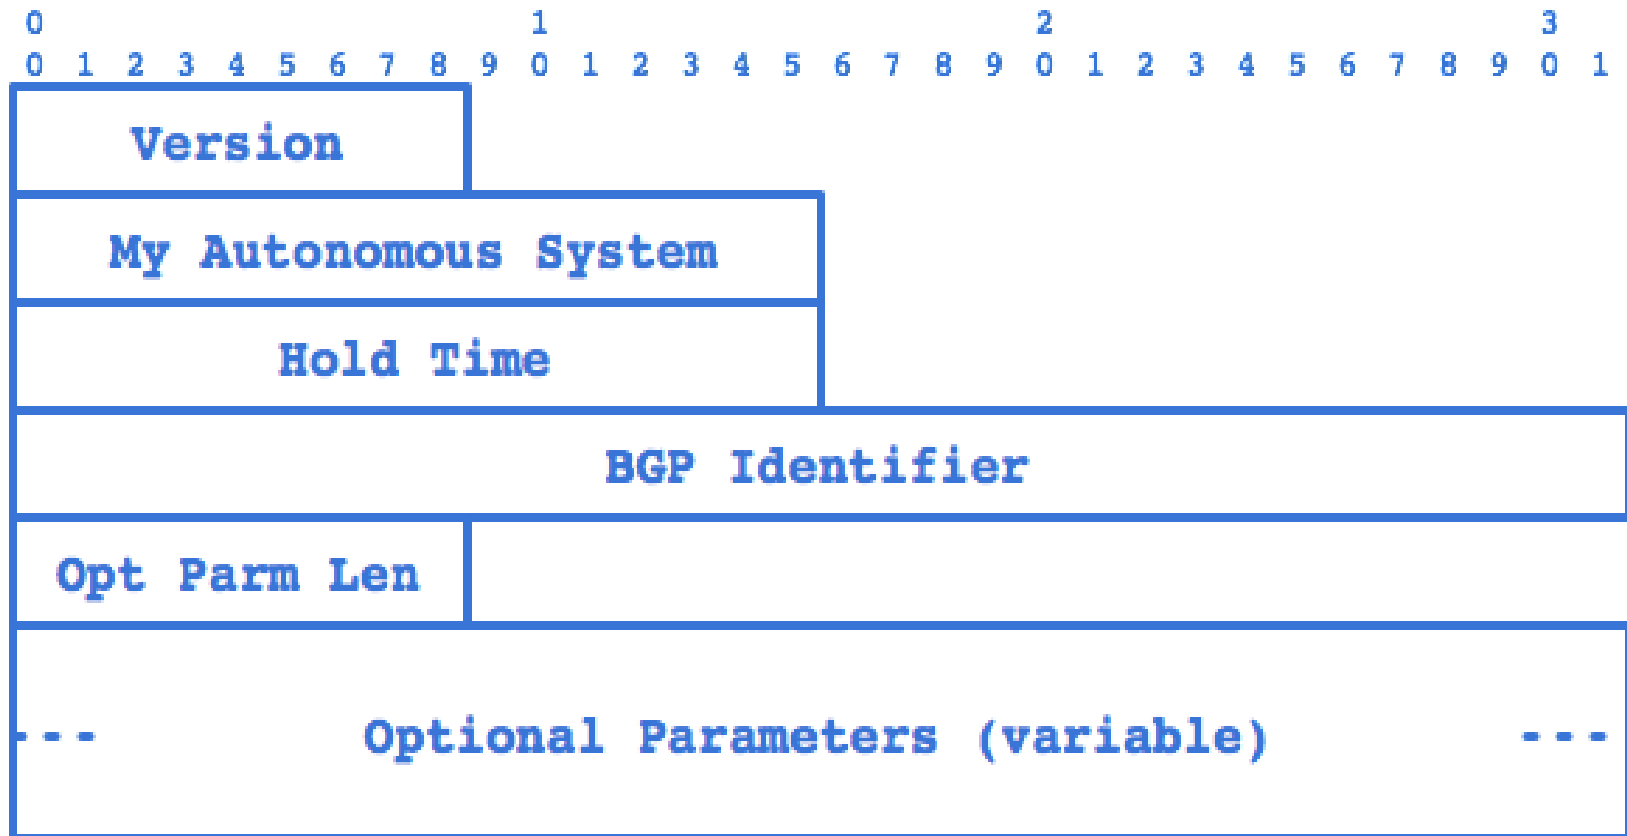 0 1 2 3
0 1 2 3 4 5 6 7 8 9 0 1 2 3 4 5 6 7 8 9 0 1 2 3 4 5 6 7 8 9 0 1
Version
My Autonomous System
Hold Time
BGP Identifier
Opt Parm Len
--- Optional Parameters (variable) ---